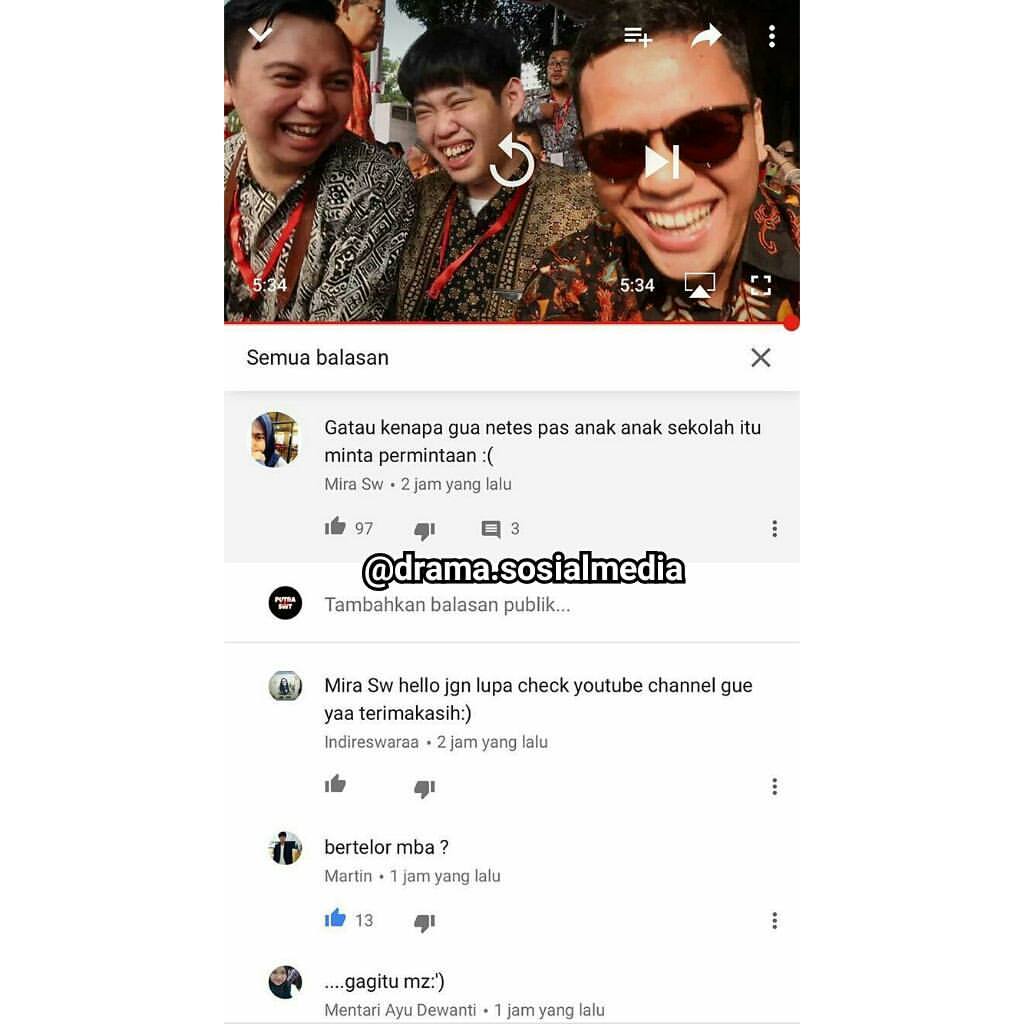 5:34
5:34
Semua balasan
Gatau kenapa gua netes pas anak anak sekolah itu
minta permintaan :(
Mira Sw • 2 jam yang lalu
97
3
@drama.sosialmedia
PUTRA
SWT
Tambahkan balasan publik...
Mira Sw hello jgn lupa check youtube channel gue
yaa terimakasih:)
Indireswaraa • 2 jam yang lalu
bertelor mba ?
Martin • 1 jam yang lalu
13
....gagitu mz:')
Mentari Ayu Dewanti • 1 jam yang lalu